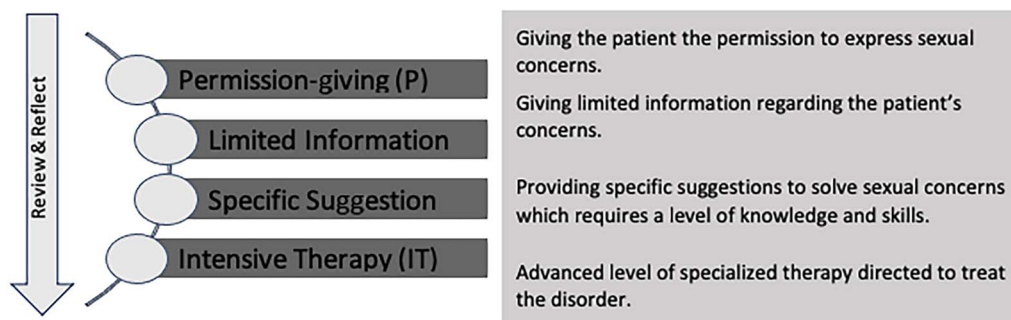 Review & Reflect
Permission-giving (P)
Limited Information
Specific Suggestion
Intensive Therapy (IT)
Giving the patient the permission to express sexual
concerns.
Giving limited information regarding the patient's
concerns.
Providing specific suggestions to solve sexual concerns
which requires a level of knowledge and skills.
Advanced level of specialized therapy directed to treat
the disorder.